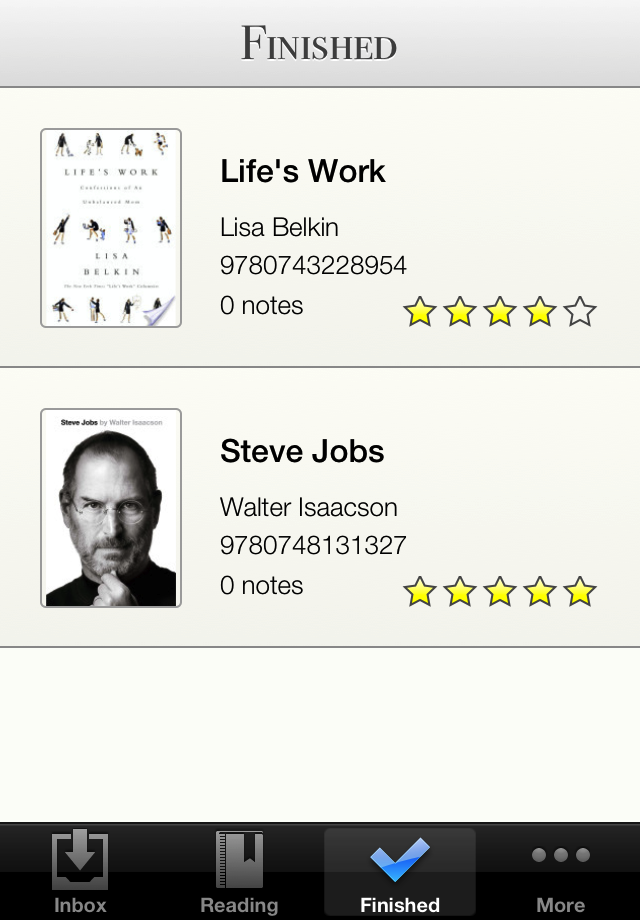 FINISHED
LIFE'S WORK
Confessions of An
Unbalanced Mom
LISA
BELKIN
The New York Times "Life's Work" Columnist
Life's Work
Lisa Belkin
9780743228954
0 notes
Steve Jobs by Walter Isaacson
Steve Jobs
Walter Isaacson
9780748131327
0 notes
Inbox
Reading
Finished
More